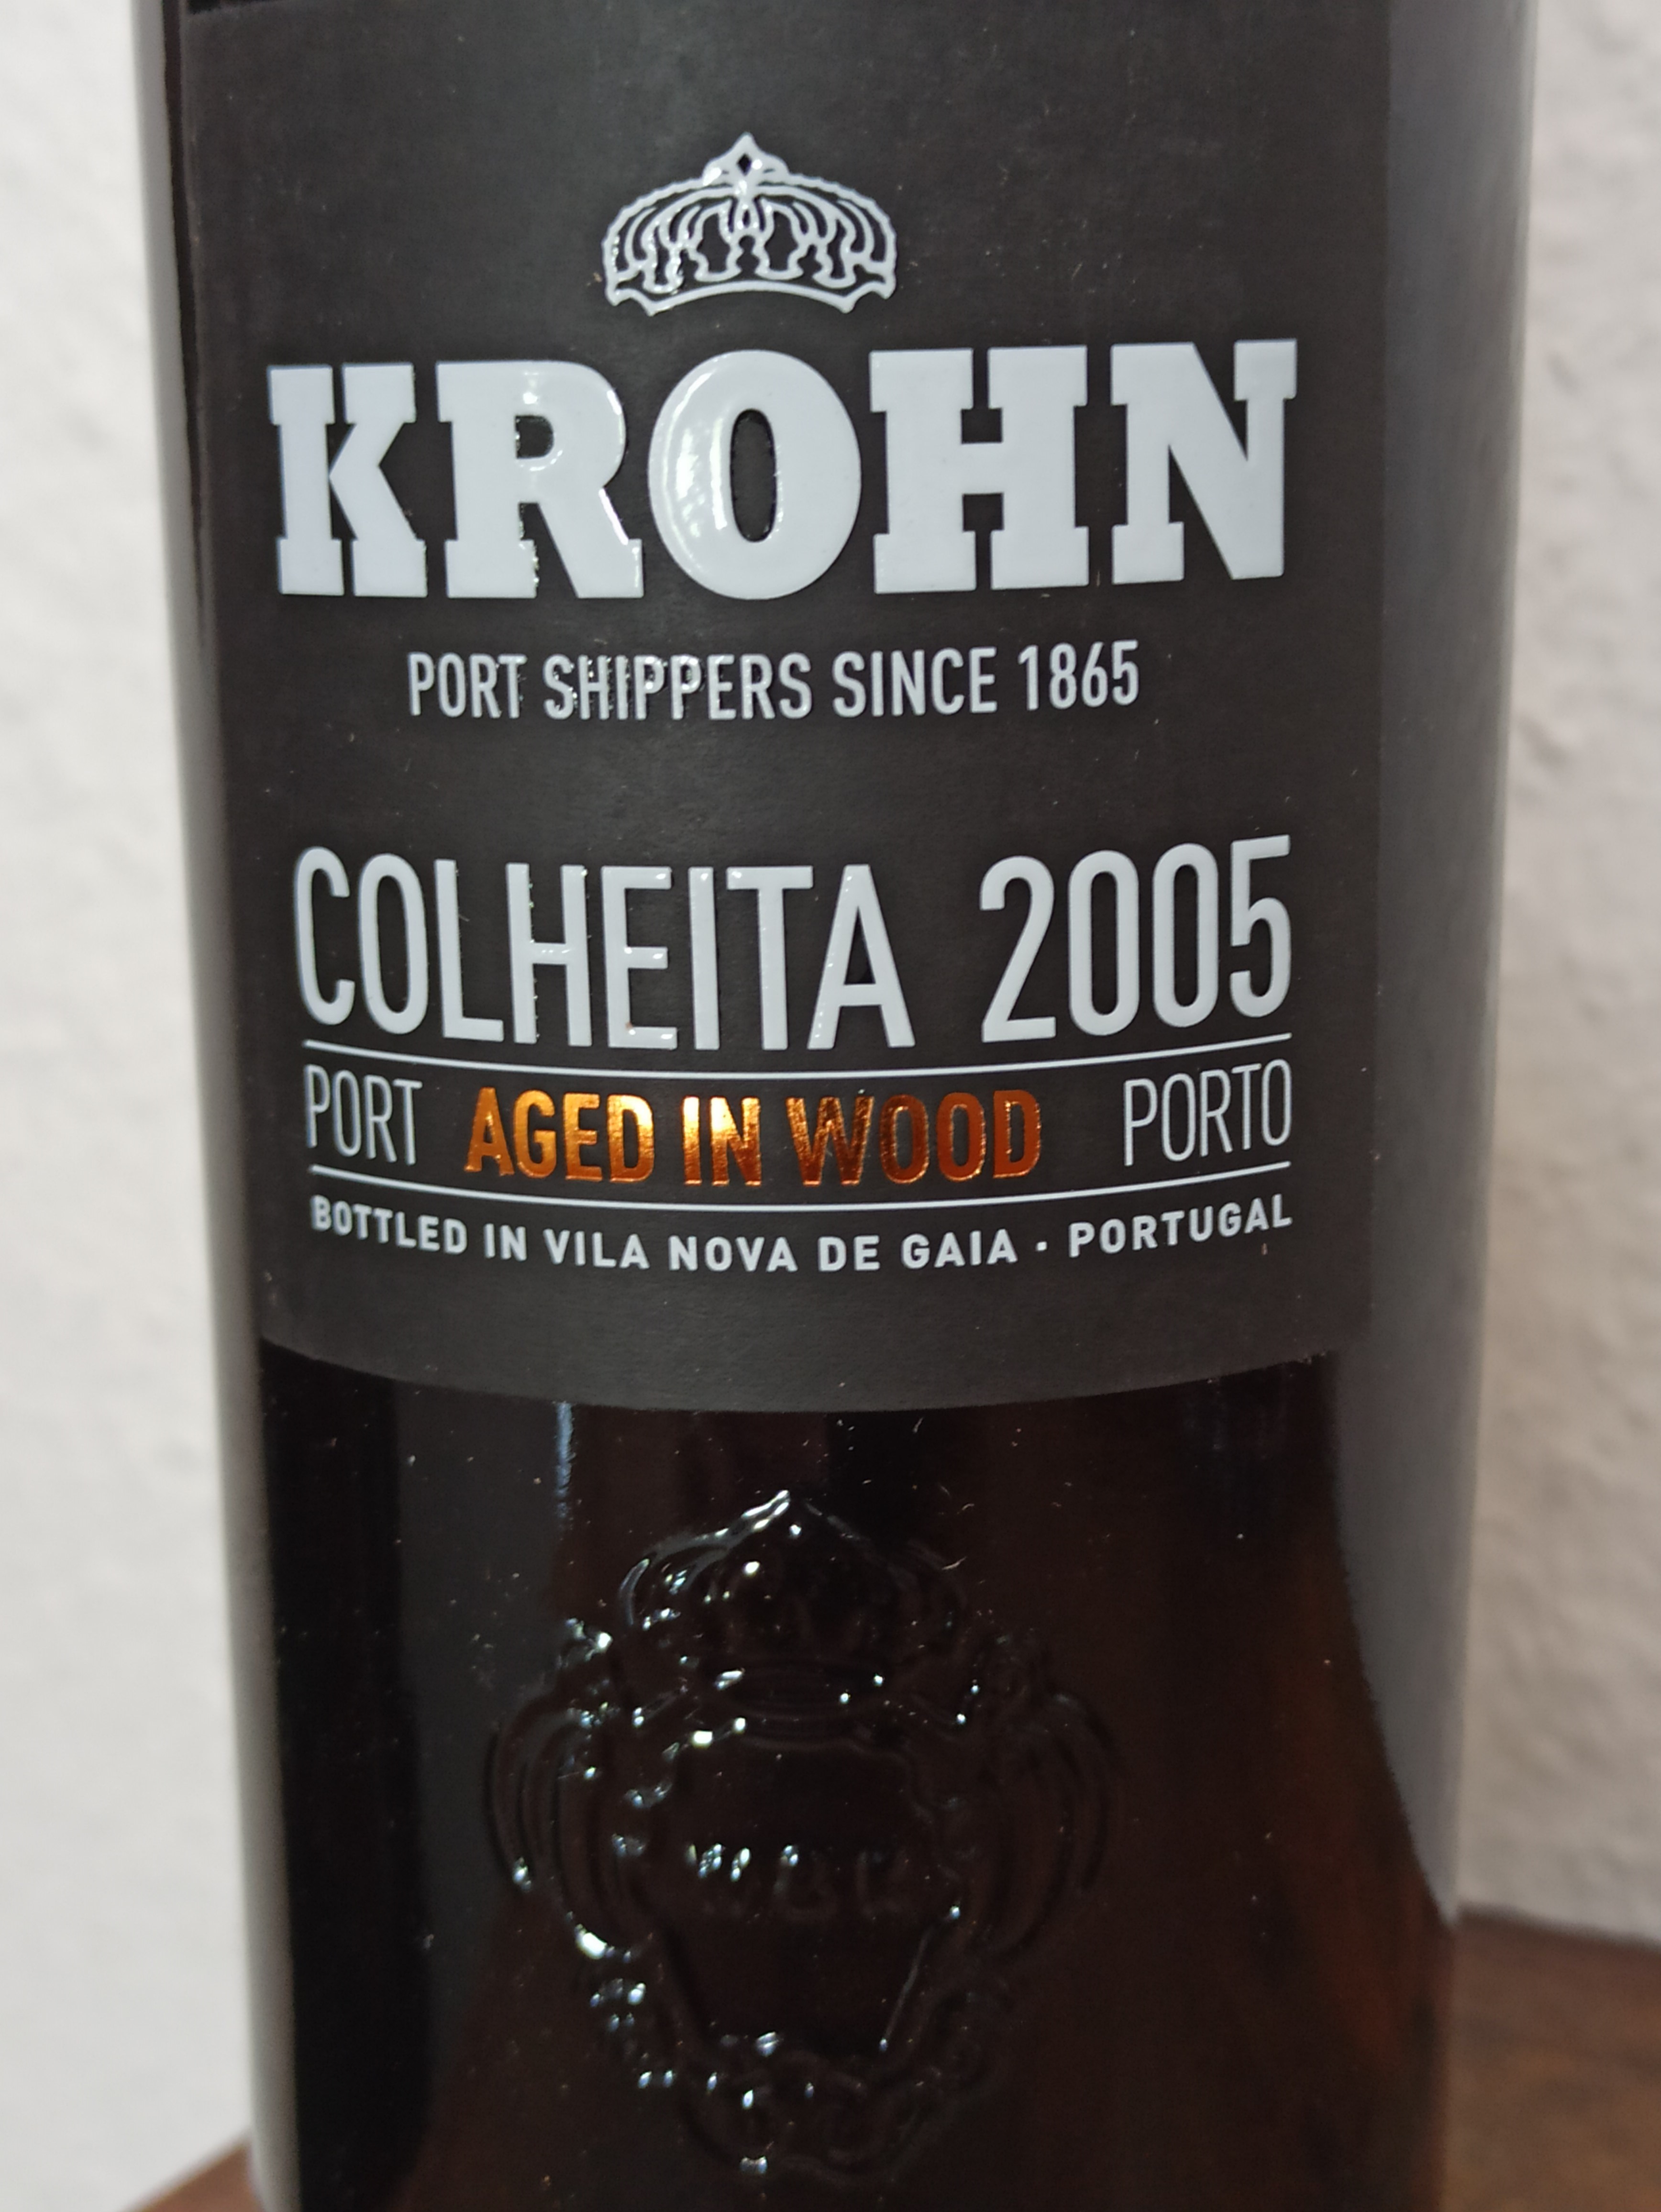 KROHN
PORT SHIPPERS SINCE 1865
COLHEITA 2005
PORT AGED IN WOOD PORTO
BOTTLED IN VILA NOVA DE GAIA · PORTUGAL
W&K